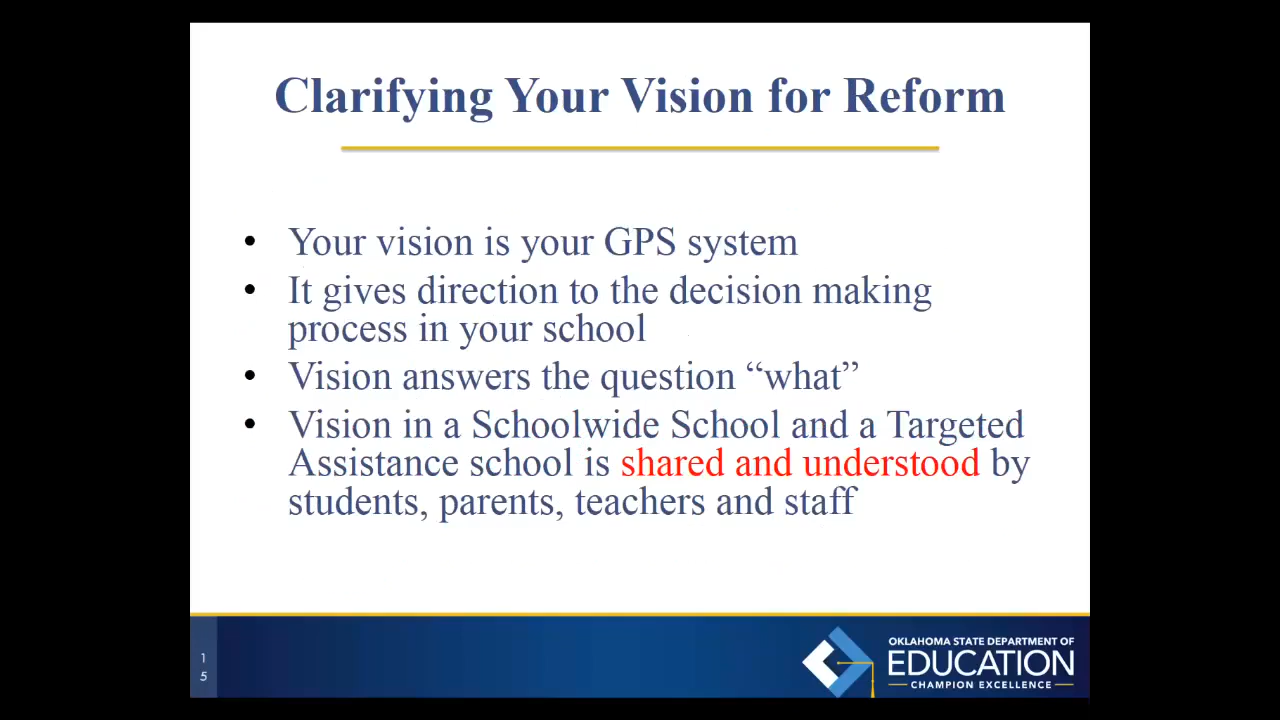 Clarifying Your Vision for Reform
• Your vision is your GPS system
• It gives direction to the decision making
process in your school
• Vision answers the question “what”
• Vision in a Schoolwide School and a Targeted
Assistance school is shared and understood by
students, parents, teachers and staff
1
5
OKLAHOMA STATE DEPARTMENT OF
EDUCATION
CHAMPION EXCELLENCE